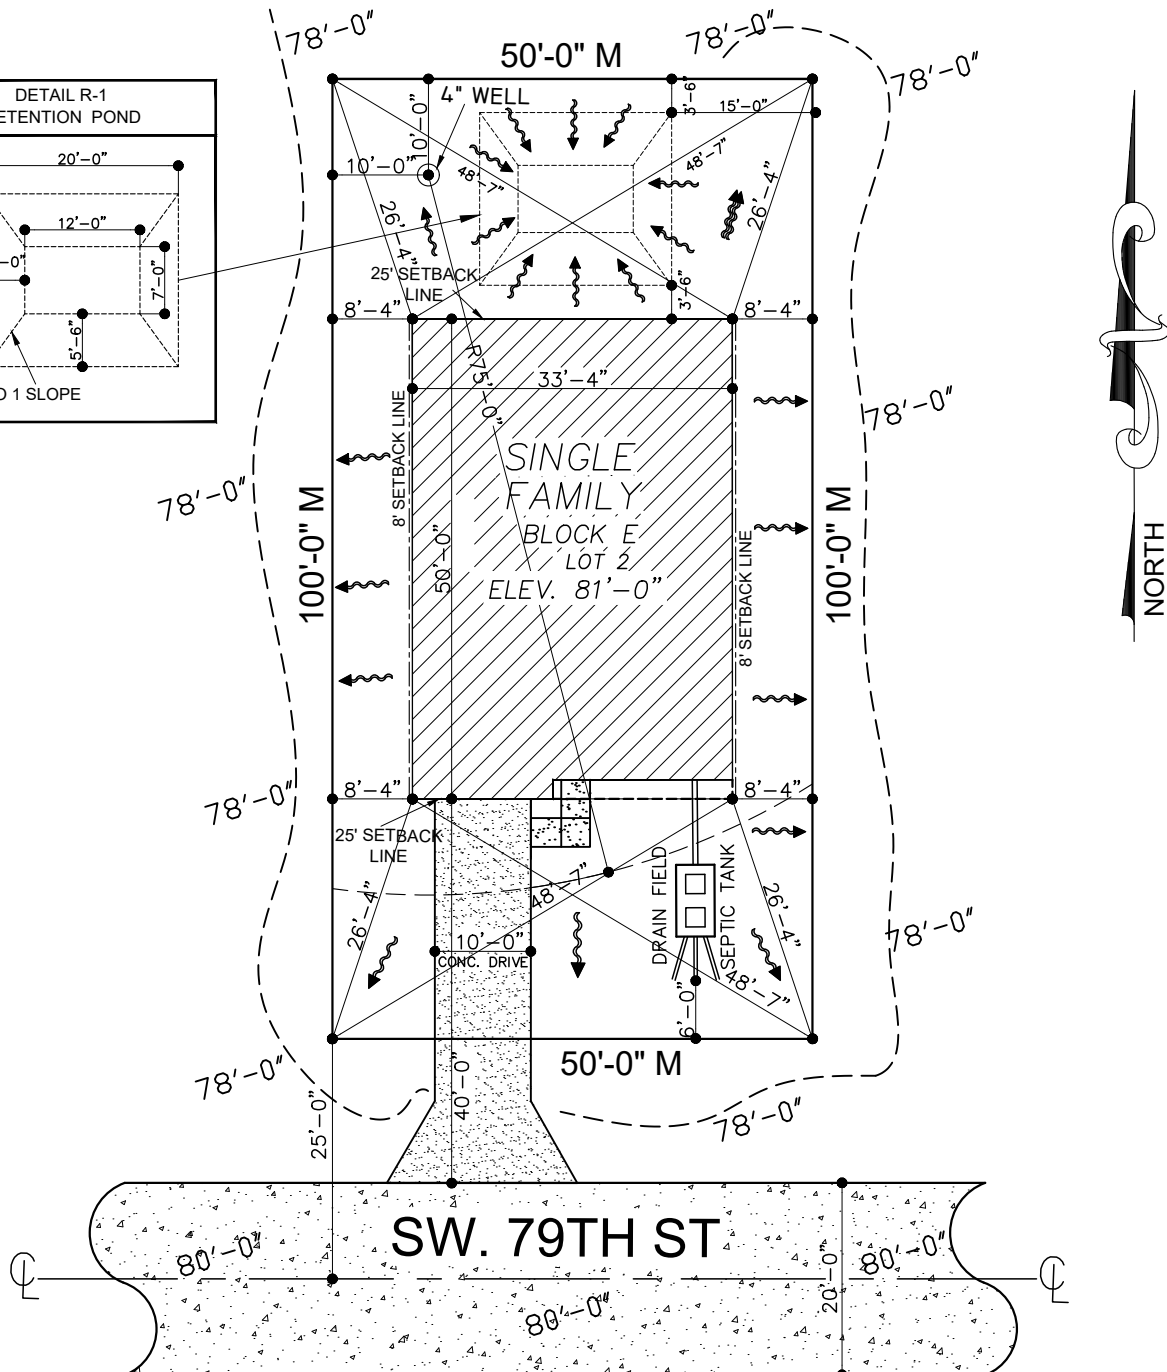 78'-0"
78'-0"
78'-0"
50'-0" M
DETAIL R-1
ETENTION POND
20'-0"
12'-0"
-0"
7'-0"
5'-6"
1 SLOPE
10'-0"
4" WELL
3'-6"
15'-0"
10'-0"
48'-7"
48'-7"
26'-4"
26'-4"
25' SETBACK
LINE
3'-6"
8'-4"
8'-4"
R75'-0"
33'-4"
78'-0"
8' SETBACK LINE
SINGLE
FAMILY
BLOCK E
LOT 2
ELEV. 81'-0"
50'-0"
78'-0"
100'-0" M
100'-0" M
8' SETBACK LINE
NORTH
78'-0"
8'-4"
8'-4"
25' SETBACK
LINE
26'-4"
48'-7"
DRAIN FIELD
SEPTIC TANK
26'-4"
78'-0"
10'-0"
CONC. DRIVE
48'-7"
6'-0"
78'-0"
50'-0" M
40'-0"
25'-0"
78'-0"
SW. 79TH ST
80'-0"
80'-0"
CL
CL
20'-0"
80'-0"